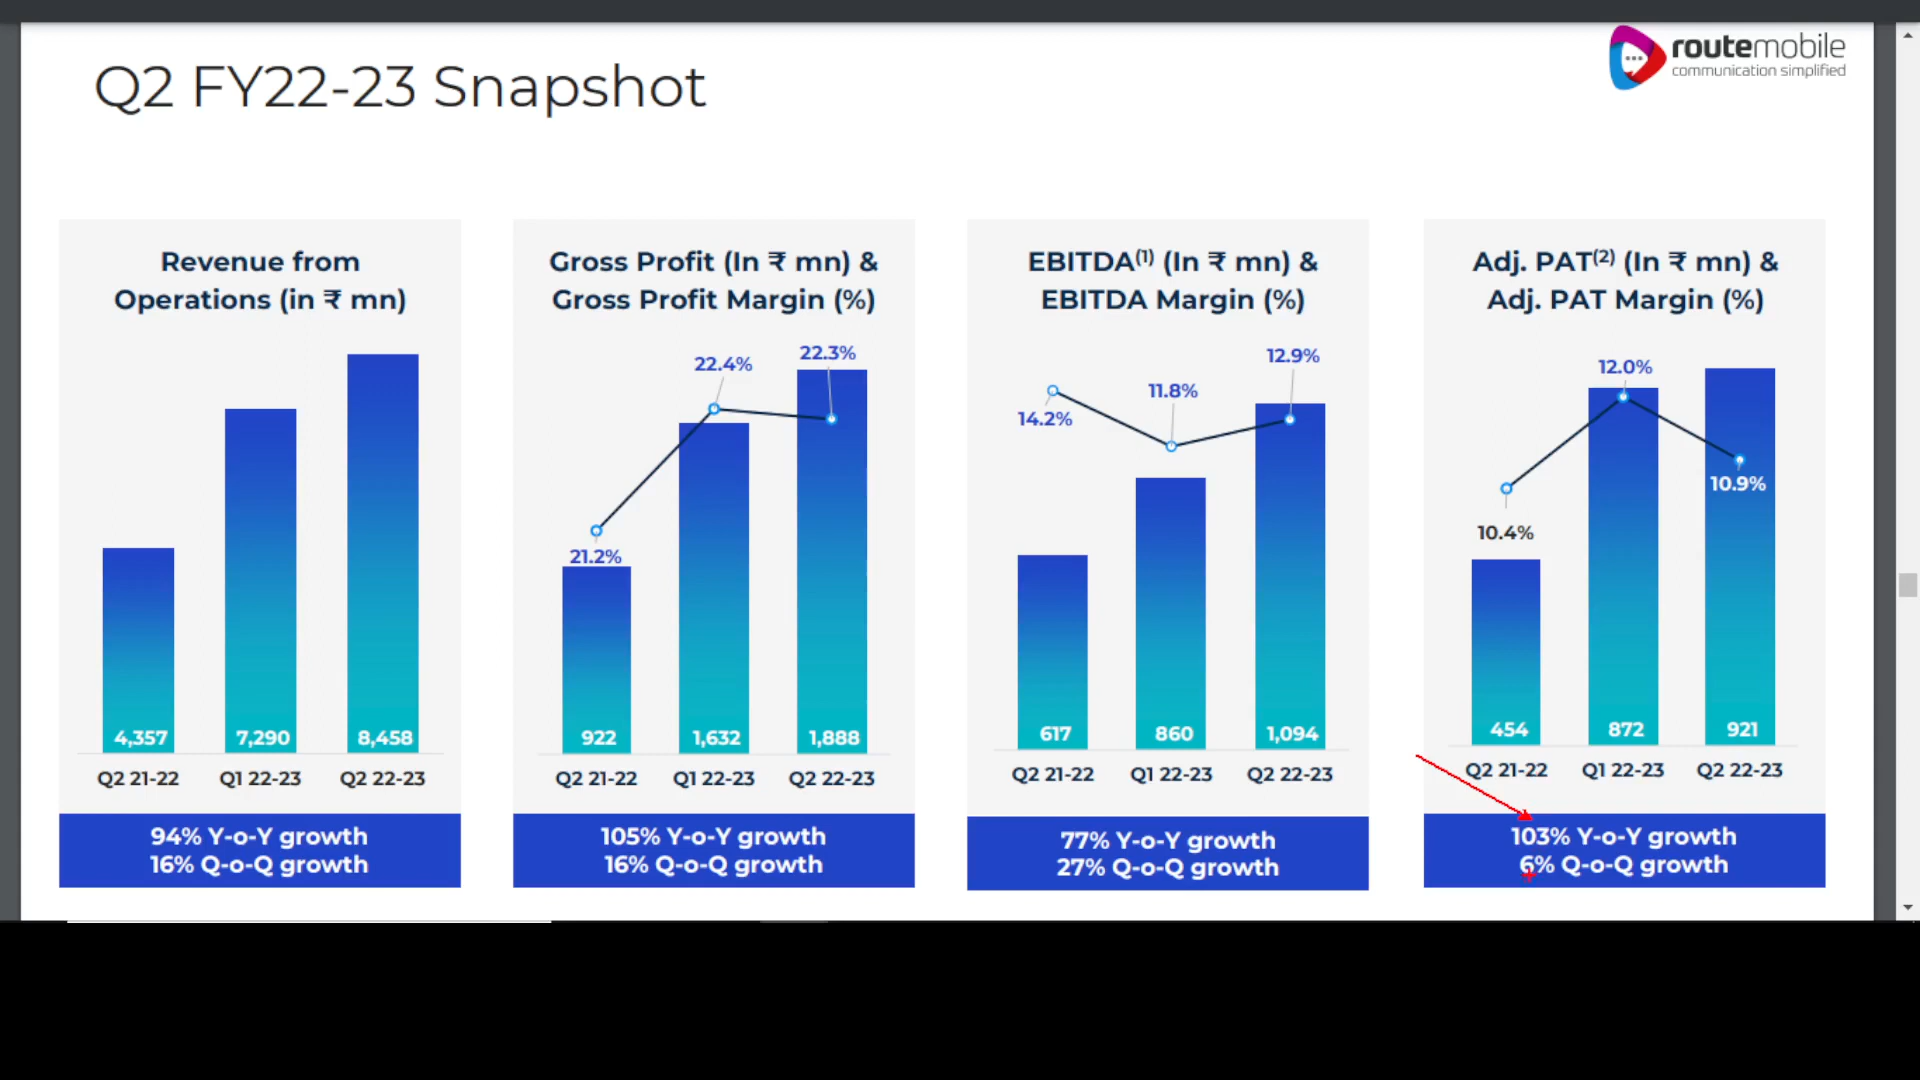 Q2 FY22-23 Snapshot
routemobile
communication simplified
Revenue from
Operations (in ₹ mn)
4,357
7,290
8,458
Q2 21-22
Q1 22-23
Q2 22-23
94% Y-o-Y growth
16% Q-o-Q growth
Gross Profit (In ₹ mn) &
Gross Profit Margin (%)
21.2%
22.4%
22.3%
922
1,632
1,888
Q2 21-22
Q1 22-23
Q2 22-23
105% Y-o-Y growth
16% Q-o-Q growth
EBITDA(1) (In ₹ mn) &
EBITDA Margin (%)
14.2%
11.8%
12.9%
617
860
1,094
Q2 21-22
Q1 22-23
Q2 22-23
77% Y-o-Y growth
27% Q-o-Q growth
Adj. PAT(2) (In ₹ mn) &
Adj. PAT Margin (%)
10.4%
12.0%
10.9%
454
872
921
Q2 21-22
Q1 22-23
Q2 22-23
103% Y-o-Y growth
6% Q-o-Q growth